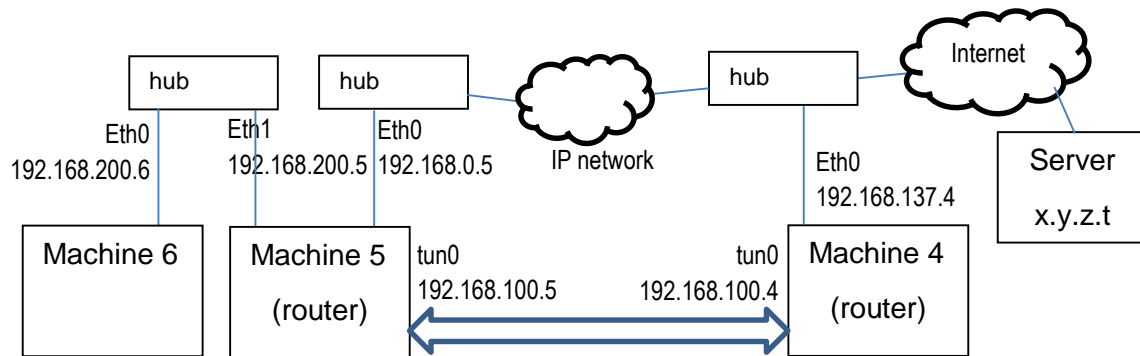 hub
hub
hub
Internet
Eth0
192.168.200.6
Eth1
192.168.200.5
Eth0
192.168.0.5
IP network
Eth0
192.168.137.4
Server
x.y.z.t
Machine 6
Machine 5
(router)
tun0
192.168.100.5
tun0
192.168.100.4
Machine 4
(router)